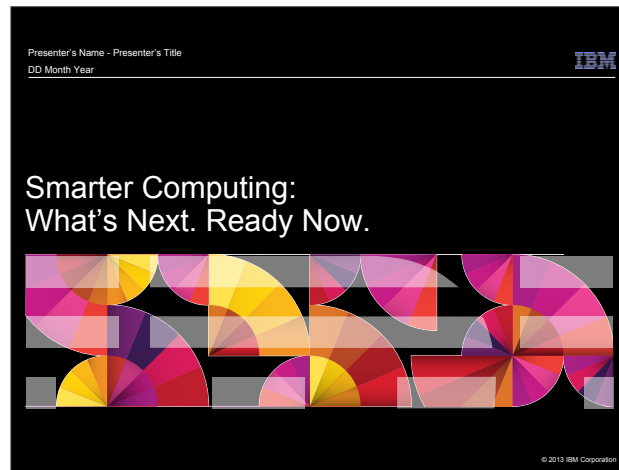 Presenter's Name - Presenter's Title
DD Month Year
IBM
Smarter Computing:
What's Next. Ready Now.
© 2013 IBM Corporation